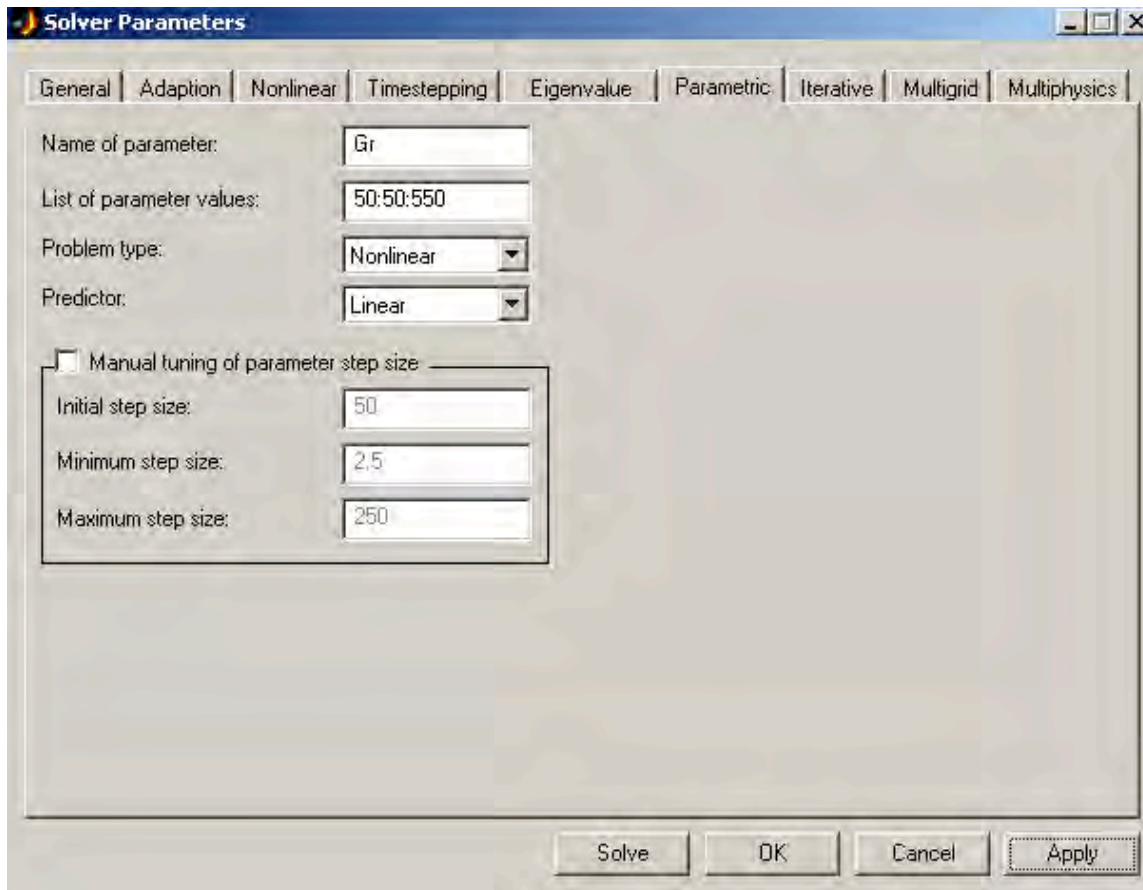 Solver Parameters
General Adaption Nonlinear Timestepping Eigenvalue Parametric Iterative Multigrid Multiphysics
Name of parameter: Gr
List of parameter values: 50:50:550
Problem type: Nonlinear
Predictor: Linear
Manual tuning of parameter step size
Initial step size: 50
Minimum step size: 2.5
Maximum step size: 250
Solve OK Cancel Apply